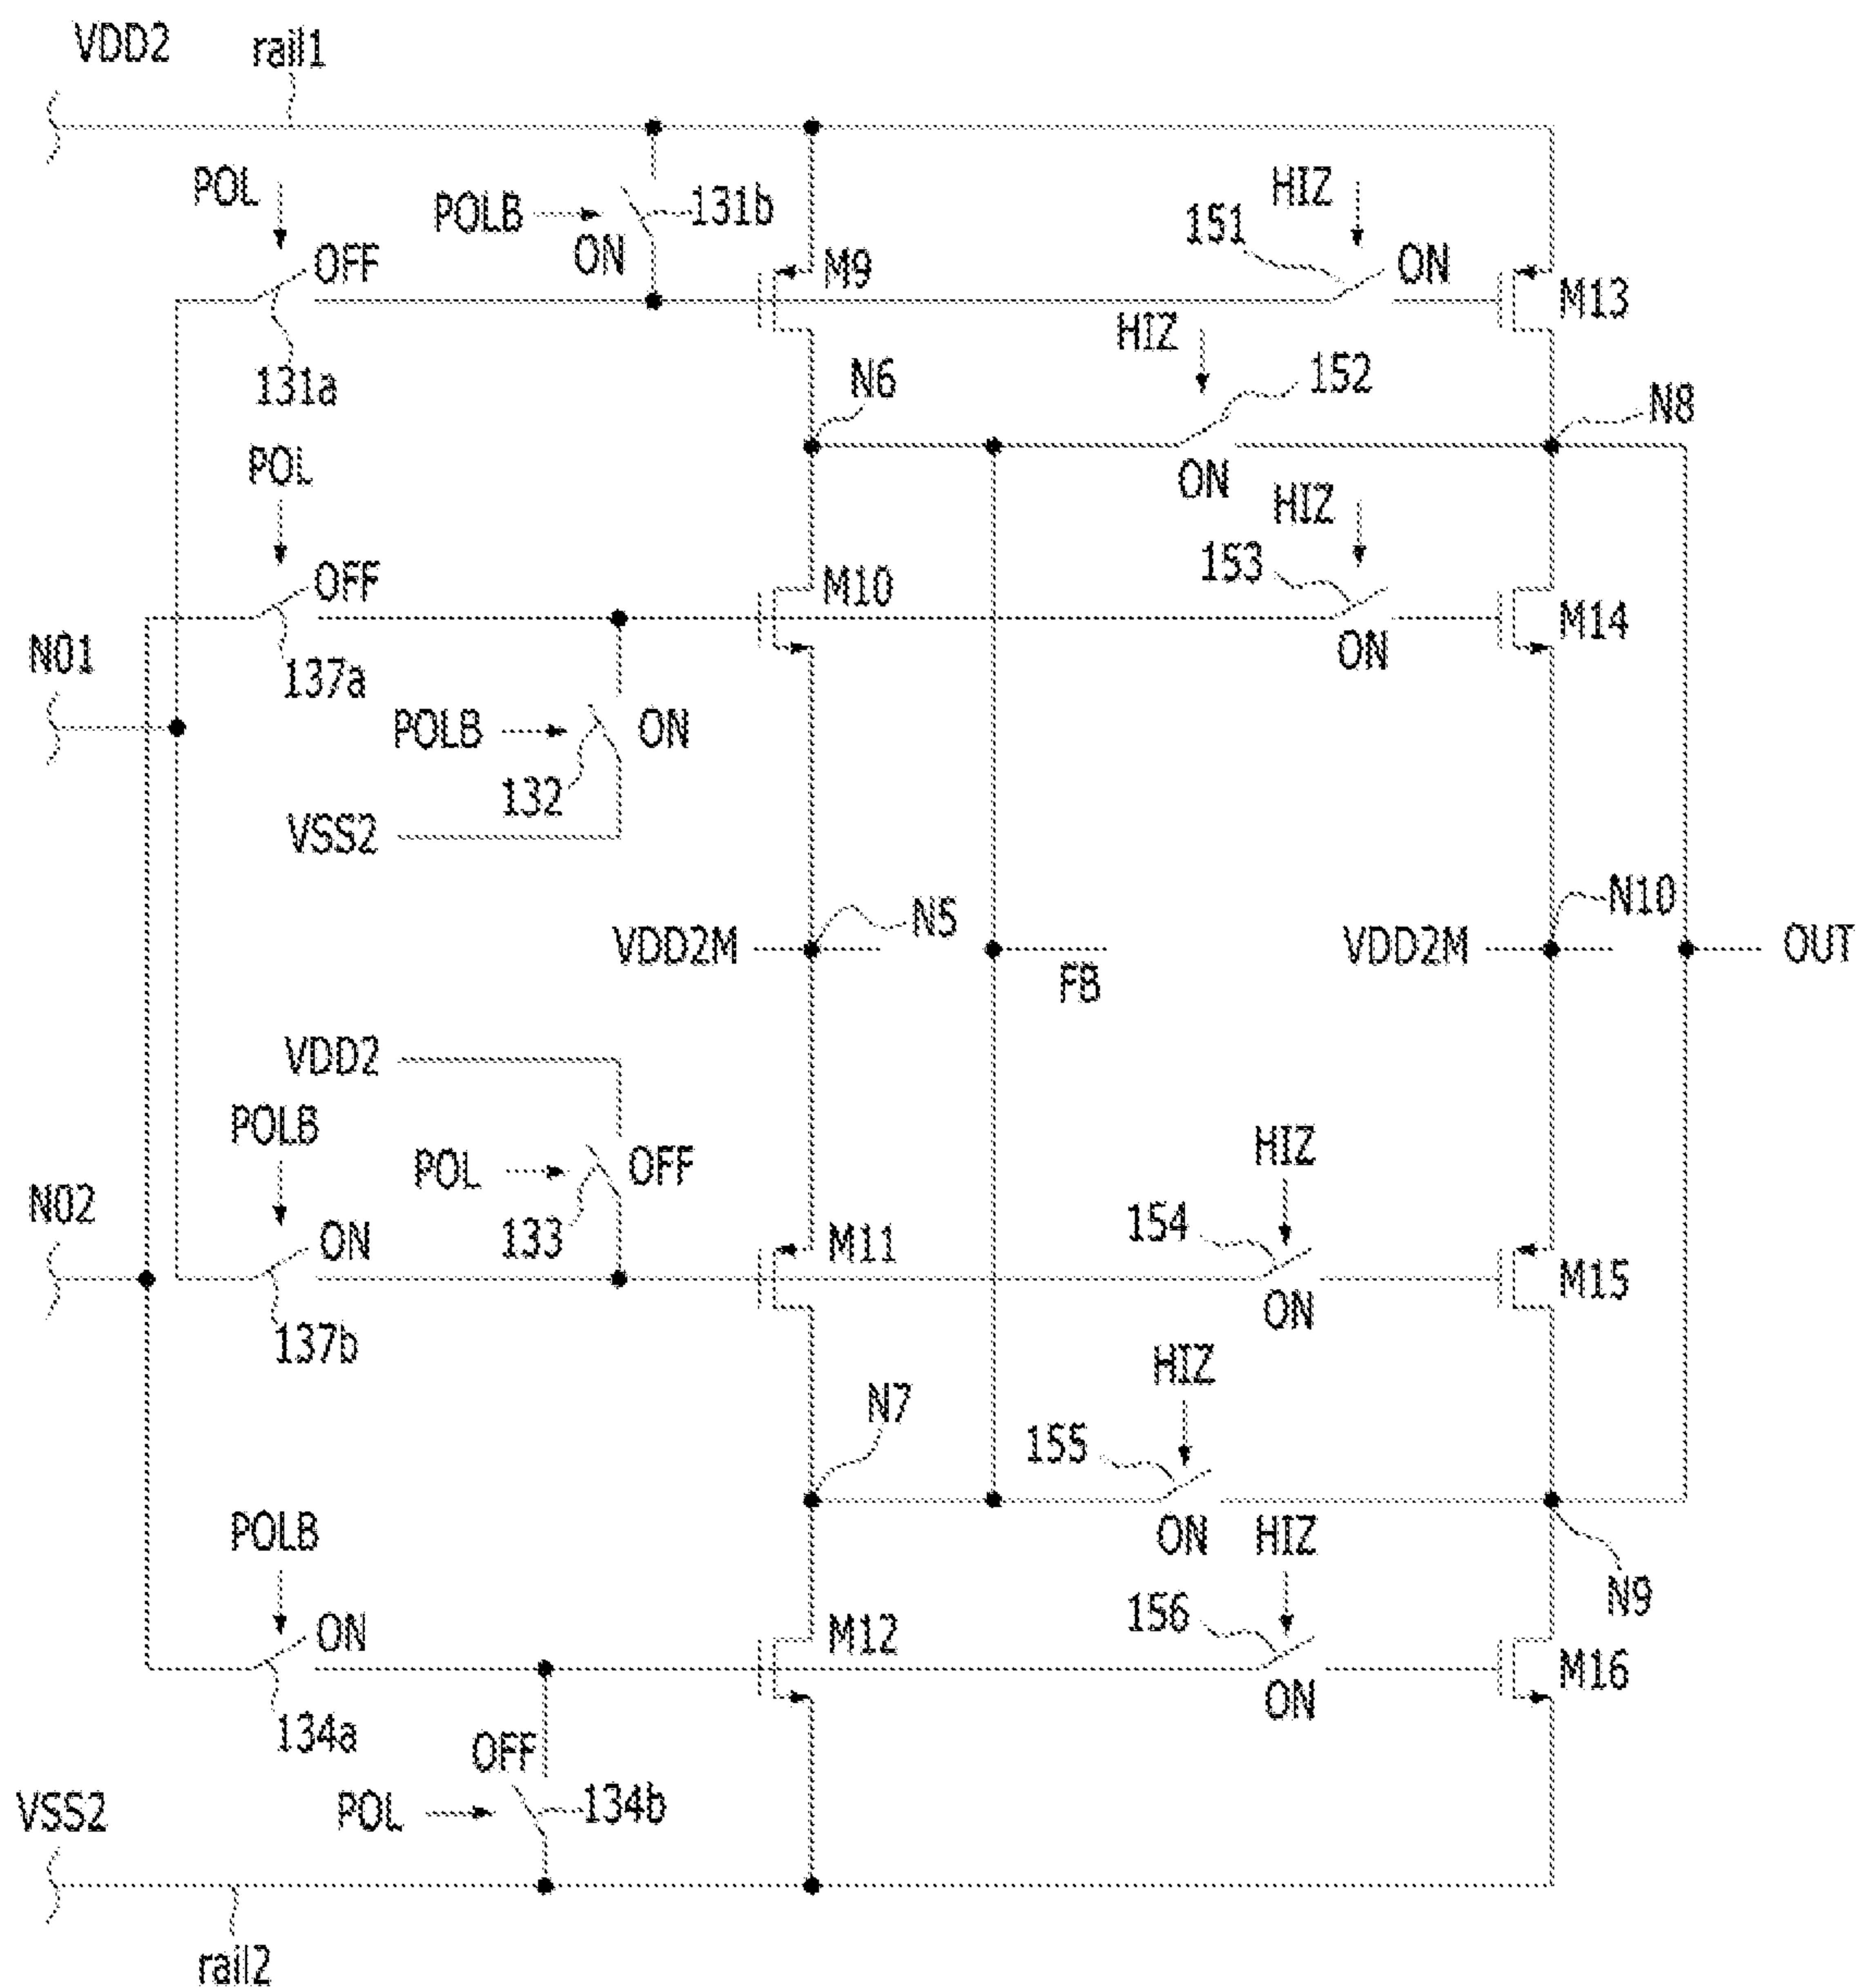 VDD2
rail1
POL
OFF
131a
POLB
ON
131b
M9
HIZ
151
ON
M13
HIZ
152
N6
N8
ON
POL
OFF
137a
M10
HIZ
153
ON
M14
N01
POLB
ON
132
VSS2
VDD2M
N5
FB
VDD2M
N10
OUT
VDD2
POLB
ON
137b
POL
OFF
133
M11
HIZ
154
ON
M15
N02
N7
HIZ
155
ON
N9
POLB
ON
134a
M12
HIZ
156
ON
M16
OFF
POL
134b
VSS2
rail2